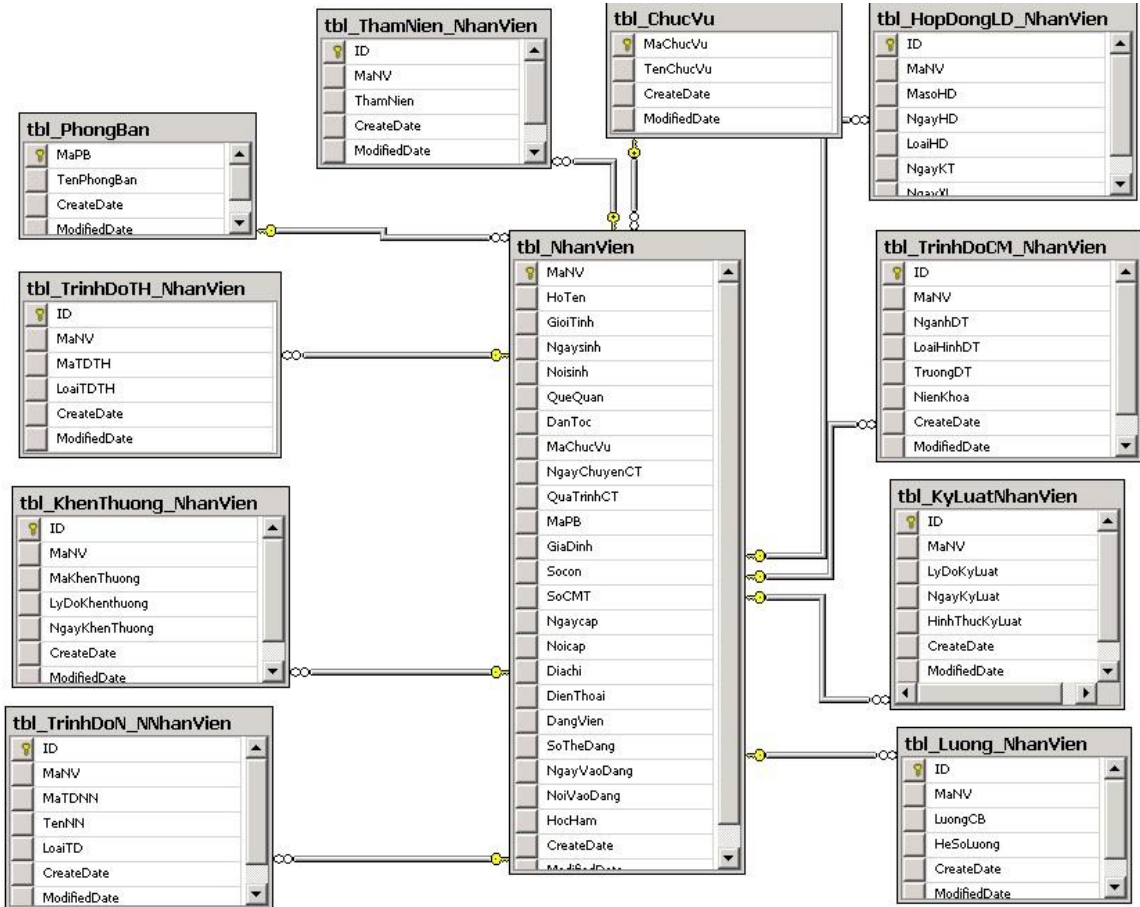 tbl_ThamNien_NhanVien
ID
MaNV
ThamNien
CreateDate
ModifiedDate
tbl_ChucVu
MaChucVu
TenChucVu
CreateDate
ModifiedDate
tbl_HopDongLD_NhanVien
ID
MaNV
MasoHD
NgayHD
LoaiHD
NgayKT
tbl_PhongBan
MaPB
TenPhongBan
CreateDate
ModifiedDate
tbl_TrinhDoTH_NhanVien
ID
MaNV
MaTDTH
LoaiTDTH
CreateDate
ModifiedDate
tbl_NhanVien
MaNV
HoTen
GioiTinh
Ngaysinh
Noisinh
QueQuan
DanToc
MaChucVu
NgayChuyenCT
QuaTrinhCT
MaPB
GiaDinh
Socon
SoCMT
Ngaycap
Noicap
Diachi
DienThoai
DangVien
SoTheDang
NgayVaoDang
NoiVaoDang
HocHam
CreateDate
ModifiedDate
tbl_TrinhDoCM_NhanVien
ID
MaNV
NganhDT
LoaiHinhDT
TruongDT
NienKhoa
CreateDate
ModifiedDate
tbl_KhenThuong_NhanVien
ID
MaNV
MaKhenThuong
LyDoKhenthuong
NgayKhenThuong
CreateDate
ModifiedDate
tbl_KyLuatNhanVien
ID
MaNV
LyDoKyLuat
NgayKyLuat
HinhThucKyLuat
CreateDate
ModifiedDate
tbl_TrinhDoN_NNhanVien
ID
MaNV
MaTDNN
TenNN
LoaiTD
CreateDate
ModifiedDate
tbl_Luong_NhanVien
ID
MaNV
LuongCB
HeSoLuong
CreateDate
ModifiedDate